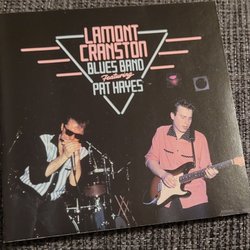 LAMONT
CRANSTON
BLUES BAND
Featuring
PAT HAYES